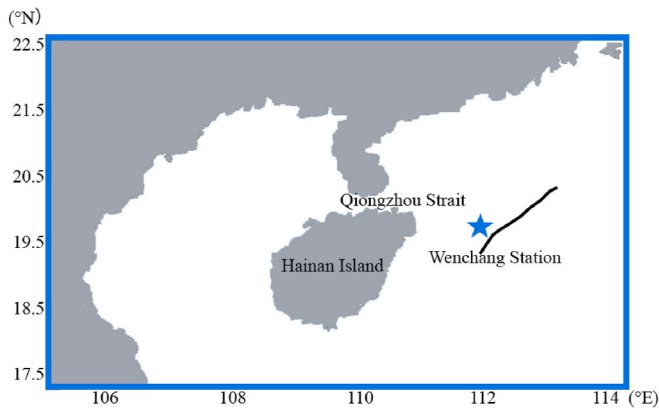 (°N)
22.5
21.5
20.5
Qiongzhou Strait
19.5
Wenchang Station
Hainan Island
18.5
17.5
106 108 110 112 114 (°E)